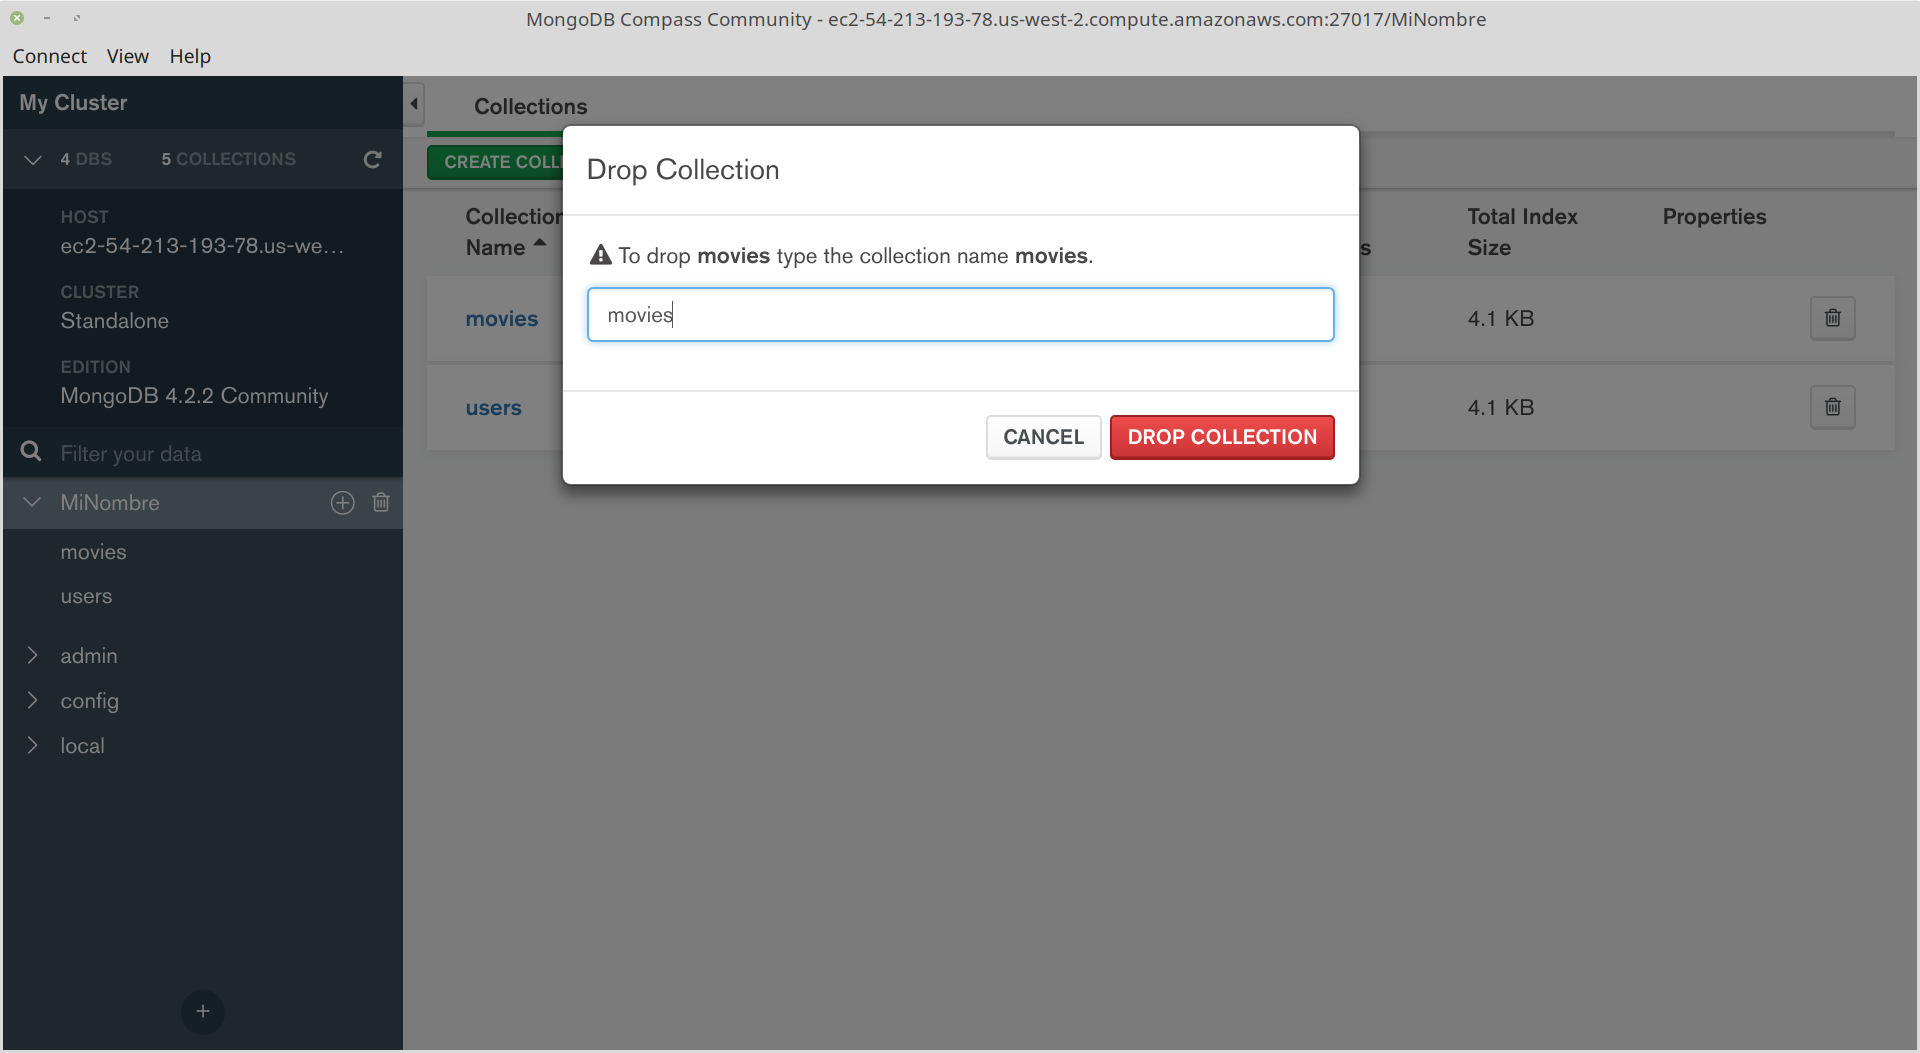 MongoDB Compass Community - ec2-54-213-193-78.us-west-2.compute.amazonaws.com:27017/MiNombre
Connect View Help
My Cluster
4 DBS 5 COLLECTIONS
HOST
ec2-54-213-193-78.us-we...
CLUSTER
Standalone
EDITION
MongoDB 4.2.2 Community
Filter your data
MiNombre
movies
users
admin
config
local
Collections
Collection
Name
Total Index
Size
Properties
movies 4.1 KB
users 4.1 KB
Drop Collection
To drop movies type the collection name movies.
movies
CANCEL DROP COLLECTION